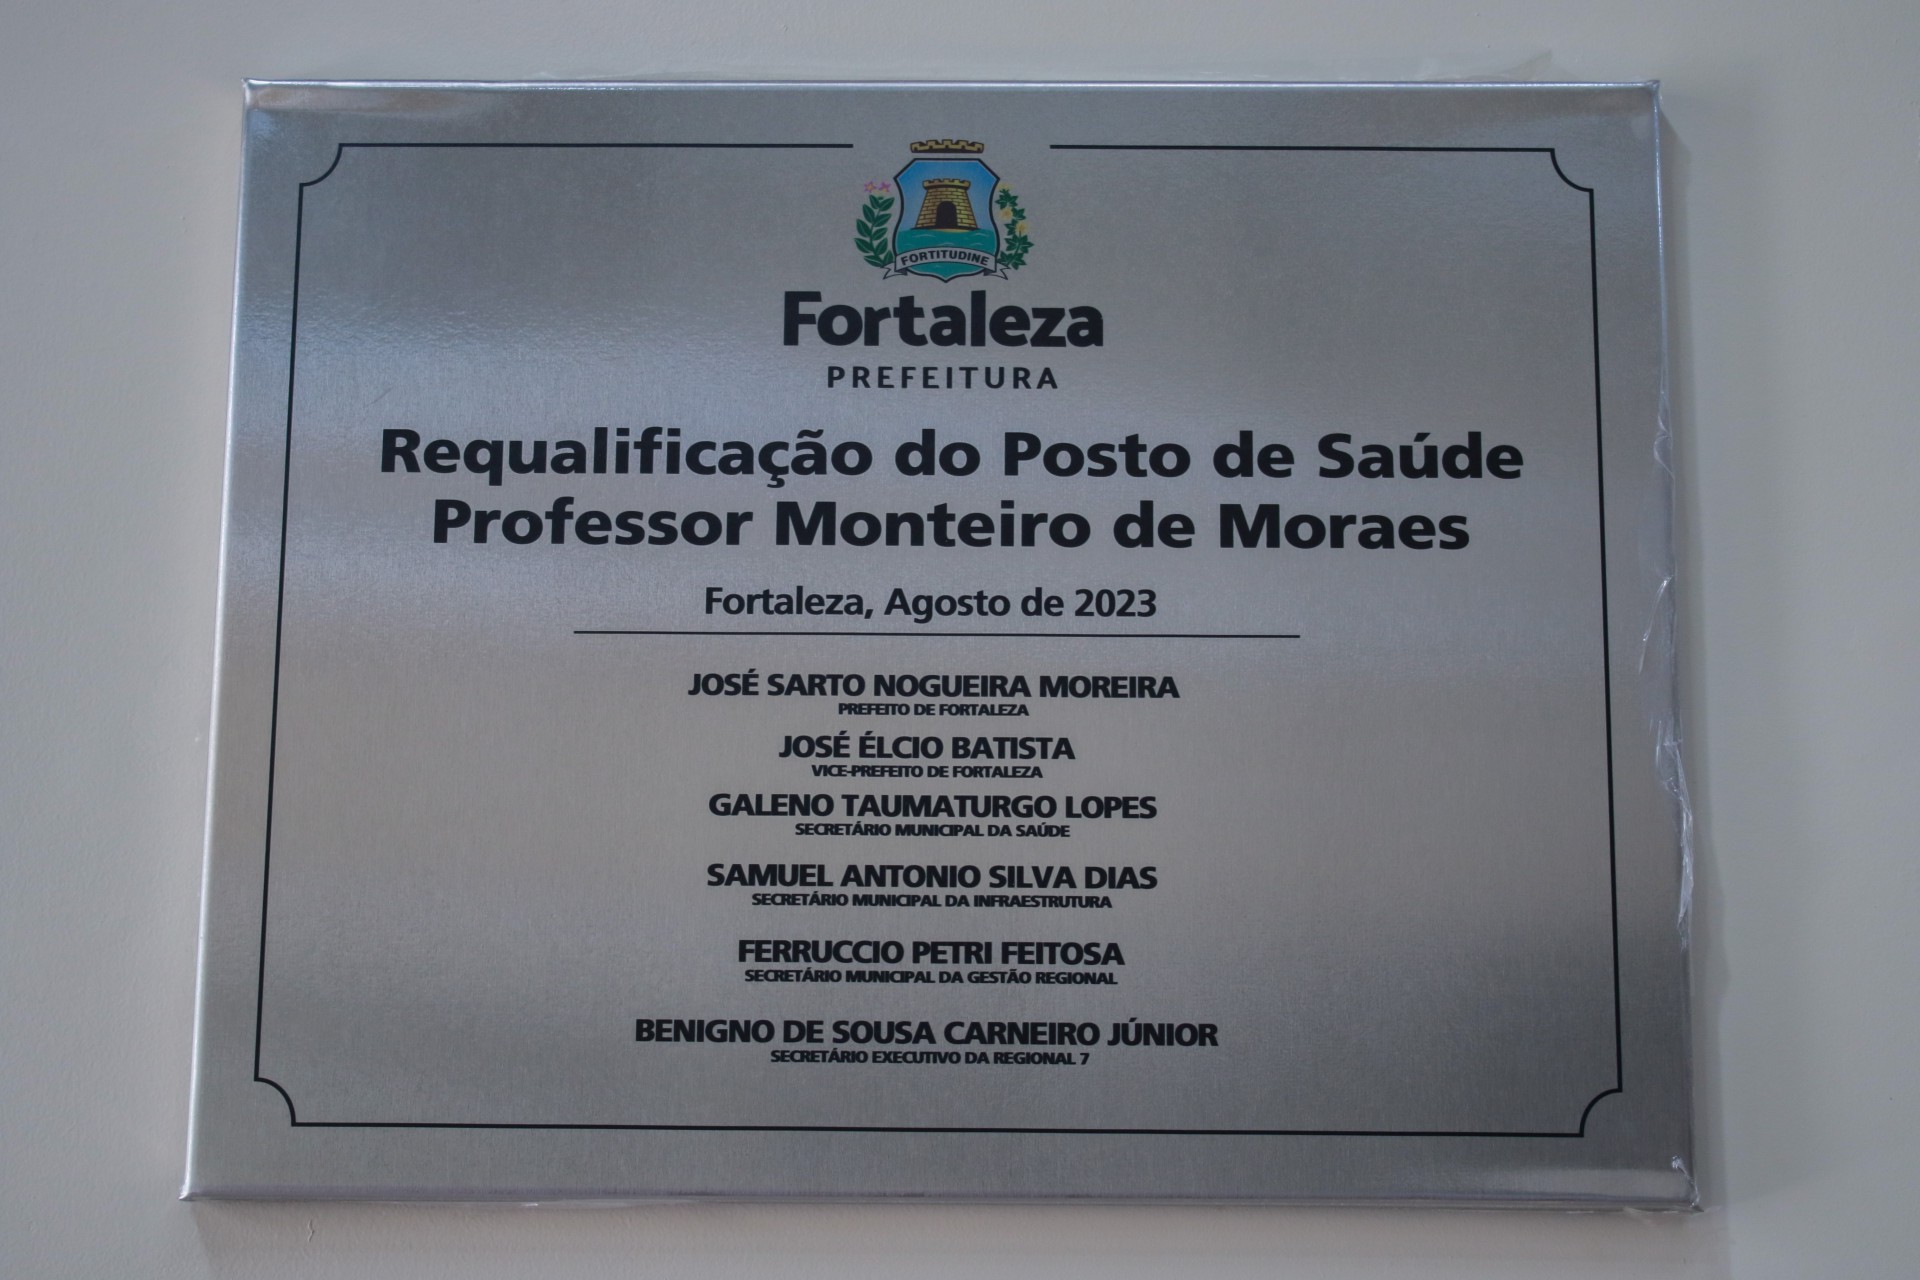 FORTITUDINE
Fortaleza
PREFEITURA
Requalificação do Posto de Saúde
Professor Monteiro de Moraes
Fortaleza, Agosto de 2023
JOSÉ SARTO NOGUEIRA MOREIRA
PREFEITO DE FORTALEZA
JOSÉ ÉLCIO BATISTA
VICE-PREFEITO DE FORTALEZA
GALENO TAUMATURGO LOPES
SECRETÁRIO MUNICIPAL DA SAÚDE
SAMUEL ANTONIO SILVA DIAS
SECRETÁRIO MUNICIPAL DA INFRAESTRUTURA
FERRUCCIO PETRI FEITOSA
SECRETÁRIO MUNICIPAL DA GESTÃO REGIONAL
BENIGNO DE SOUSA CARNEIRO JÚNIOR
SECRETÁRIO EXECUTIVO DA REGIONAL 7